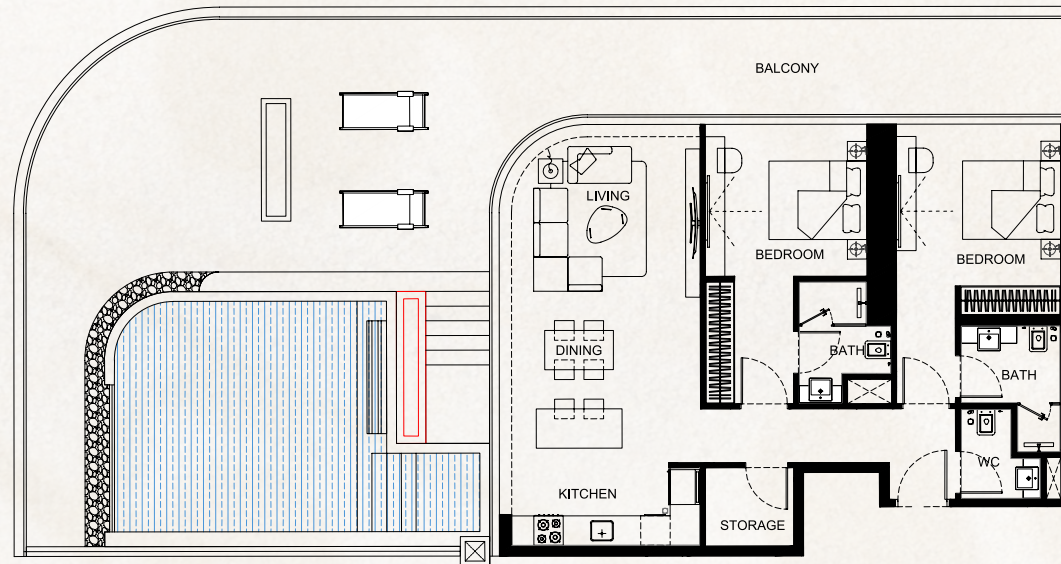 BALCONY
LIVING
BEDROOM
BEDROOM
DINING
BATH
BATH
WC
KITCHEN
STORAGE